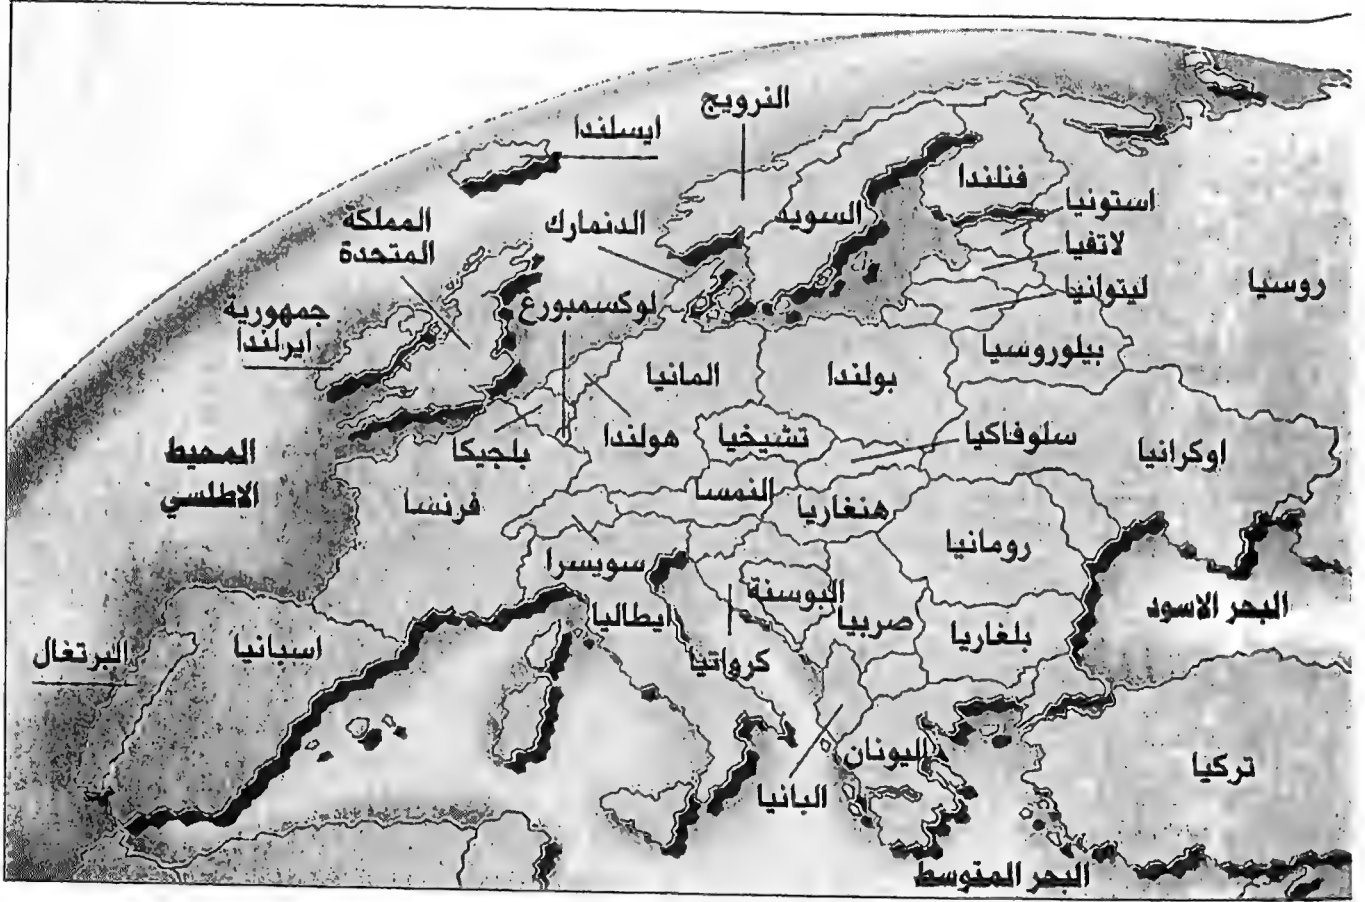 النرويج
ايسلندا
فنلندا
المملكة
المتحدة
الدنمارك
السويد
استونيا
لاتفيا
ليتوانيا
روسيا
جمهورية
ايرلندا
لوكسمبورغ
بيلوروسيا
المانيا
بولندا
بلجيكا
هولندا
تشيخيا
سلوفاكيا
اوكرانيا
المحيط
الاطلسي
فرنسا
النمسا
هنغاريا
رومانيا
سويسرا
البوسنة
ايطاليا
صربيا
بلغاريا
البحر الاسود
البرتغال
اسبانيا
كرواتيا
اليونان
البانيا
تركيا
البحر المتوسط